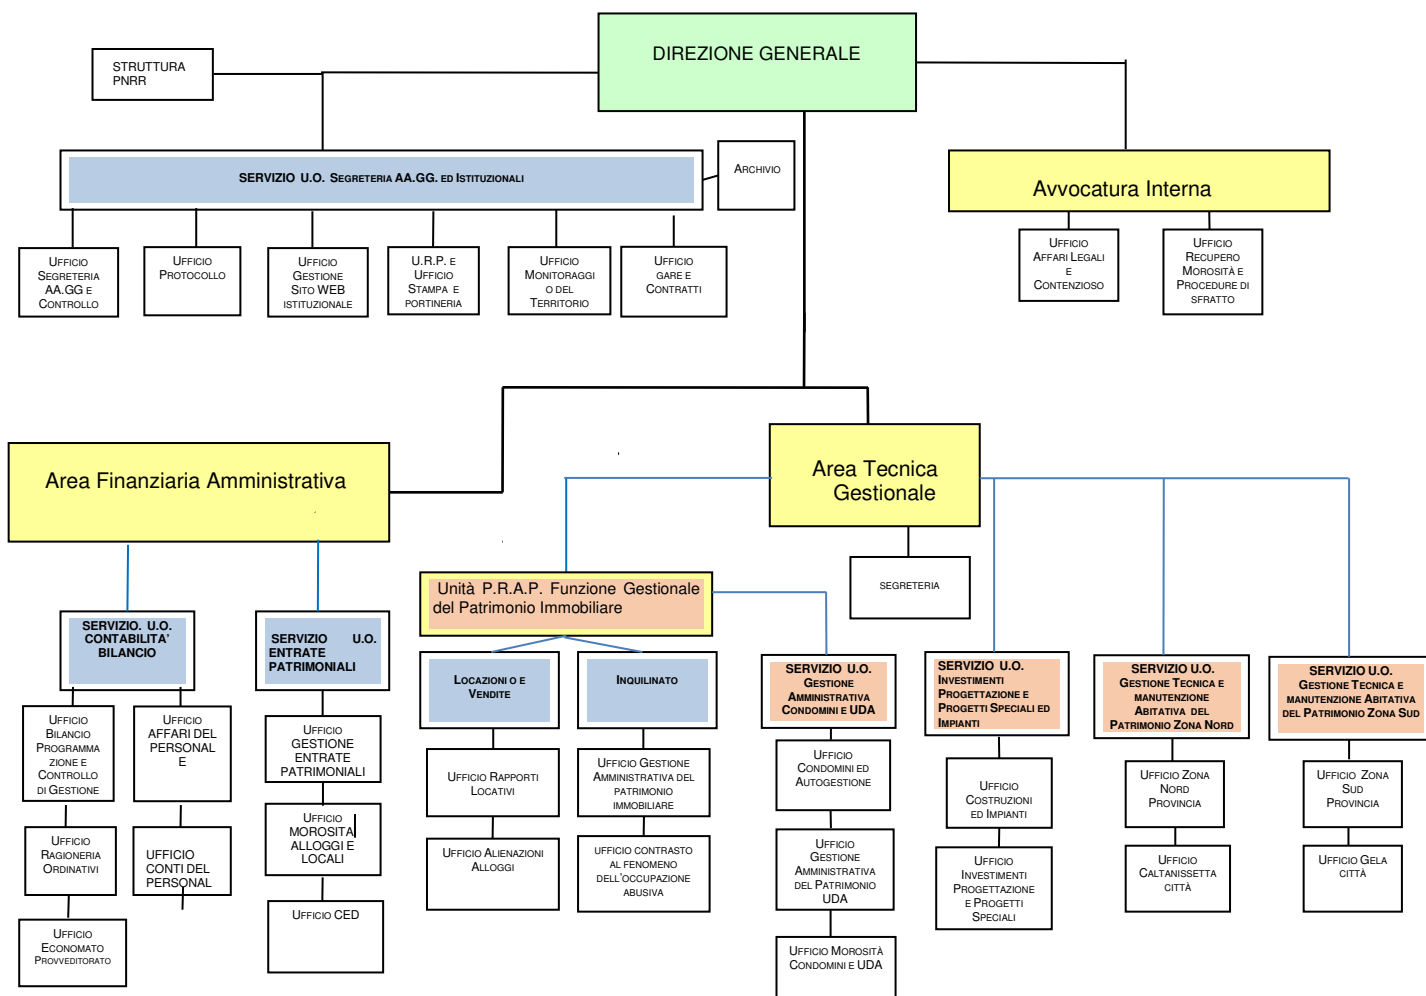 DIREZIONE GENERALE
STRUTTURA
PNRR
SERVIZIO U.O. SEGRETERIA AA.GG. ED ISTITUZIONALI
ARCHIVIO
Avvocatura Interna
UFFICIO
SEGRETERIA
AA.GG E
CONTROLLO
UFFICIO
PROTOCOLLO
UFFICIO
GESTIONE
SITO WEB
ISTITUZIONALE
U.R.P. E
UFFICIO
STAMPA E
PORTINERIA
UFFICIO
MONITORAGGI
O DEL
TERRITORIO
UFFICIO
GARE E
CONTRATTI
UFFICIO
AFFARI LEGALI
E
CONTENZIOSO
UFFICIO
RECUPERO
MOROSITÀ E
PROCEDURE DI
SFRATTO
Area Finanziaria Amministrativa
Area Tecnica
Gestionale
SEGRETERIA
Unità P.R.A.P. Funzione Gestionale
del Patrimonio Immobiliare
SERVIZIO. U.O.
CONTABILITA'
BILANCIO
SERVIZIO U.O.
ENTRATE
PATRIMONIALI
LOCAZIONI O E
VENDITE
INQUILINATO
SERVIZIO U.O.
GESTIONE
AMMINISTRATIVA
CONDOMINI E UDA
SERVIZIO U.O.
INVESTIMENTI
PROGETTAZIONE E
PROGETTI SPECIALI ED
IMPIANTI
SERVIZIO U.O.
GESTIONE TECNICA E
MANUTENZIONE
ABITATIVA DEL
PATRIMONIO ZONA NORD
SERVIZIO U.O.
GESTIONE TECNICA E
MANUTENZIONE ABITATIVA
DEL PATRIMONIO ZONA SUD
UFFICIO
BILANCIO
PROGRAMMA
ZIONE E
CONTROLLO
DI GESTIONE
UFFICIO
AFFARI DEL
PERSONAL
E
UFFICIO
GESTIONE
ENTRATE
PATRIMONIALI
UFFICIO RAPPORTI
LOCATIVI
UFFICIO GESTIONE
AMMINISTRATIVA DEL
PATRIMONIO
IMMOBILIARE
UFFICIO
CONDOMINI ED
AUTOGESTIONE
UFFICIO
COSTRUZIONI
ED IMPIANTI
UFFICIO ZONA
NORD
PROVINCIA
UFFICIO ZONA
SUD
PROVINCIA
UFFICIO
RAGIONERIA
ORDINATIVI
UFFICIO
CONTI DEL
PERSONAL
UFFICIO
MOROSITA
ALLOGGI E
LOCALI
UFFICIO ALIENAZIONI
ALLOGGI
UFFICIO CONTRASTO
AL FENOMENO
DELL'OCCUPAZIONE
ABUSIVA
UFFICIO
GESTIONE
AMMINISTRATIVA
DEL PATRIMONIO
UDA
UFFICIO
INVESTIMENTI
PROGETTAZIONE
E PROGETTI
SPECIALI
UFFICIO
CALTANISSETTA
CITTÀ
UFFICIO GELA
CITTÀ
UFFICIO
ECONOMATO
PROVVEDITORATO
UFFICIO CED
UFFICIO MOROSITÀ
CONDOMINI E UDA